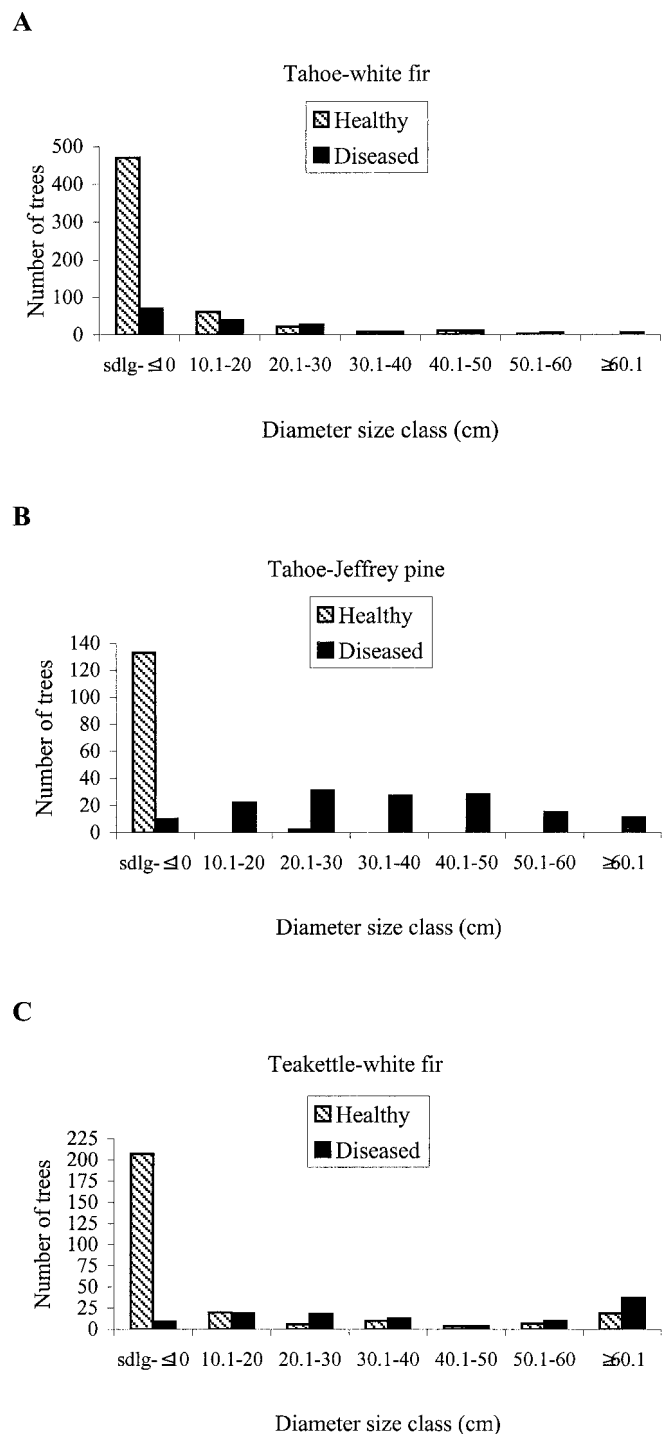 A
Tahoe-white fir
Healthy
Diseased
Number of trees
500
400
300
200
100
0
sdlg-≤10 10.1-20 20.1-30 30.1-40 40.1-50 50.1-60 ≥60.1
Diameter size class (cm)
B
Tahoe-Jeffrey pine
Healthy
Diseased
Number of trees
140
120
100
80
60
40
20
0
sdlg-≤10 10.1-20 20.1-30 30.1-40 40.1-50 50.1-60 ≥60.1
Diameter size class (cm)
C
Teakettle-white fir
Healthy
Diseased
Number of trees
225
200
175
150
125
100
75
50
25
0
sdlg-≤10 10.1-20 20.1-30 30.1-40 40.1-50 50.1-60 ≥60.1
Diameter size class (cm)